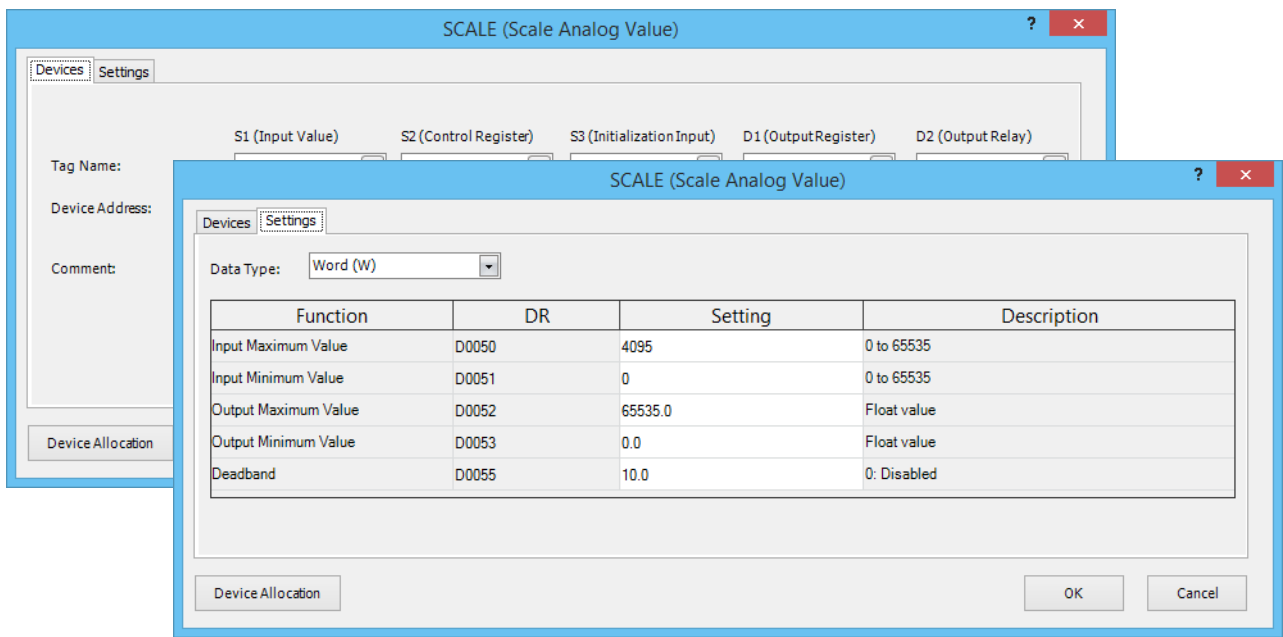 SCALE (Scale Analog Value)
?
×
Devices Settings
S1 (Input Value) S2 (Control Register) S3 (Initialization Input) D1 (Output Register) D2 (Output Relay)
Tag Name:
Device Address:
Comment:
Device Allocation
SCALE (Scale Analog Value)
?
×
Devices Settings
Data Type: Word (W)
Function DR Setting Description
Input Maximum Value D0050 4095 0 to 65535
Input Minimum Value D0051 0 0 to 65535
Output Maximum Value D0052 65535.0 Float value
Output Minimum Value D0053 0.0 Float value
Deadband D0055 10.0 0: Disabled
Device Allocation OK Cancel